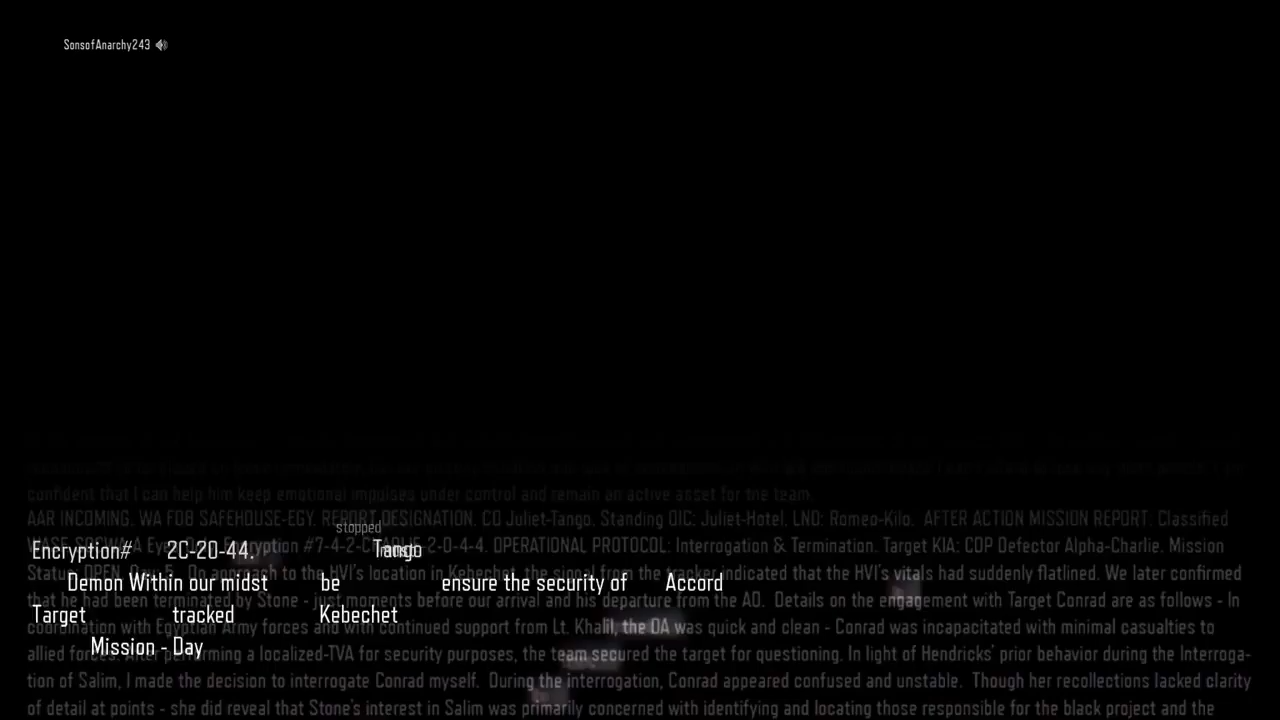 SonsofAnarchy243
confident that I can help him keep emotional impulses under control and remain an active asset for the team.
AAR INCOMING. WA FOB SAFEHOUSE-EGY. REPORT DESIGNATION. CO Juliet-Tango. Standing OIC: Juliet-Hotel. LND: Romeo-Kilo. AFTER ACTION MISSION REPORT. Classified
stopped
Encryption# 2C-20-44. Tango
Encryption #7-4-2-C 2-0-4-4. OPERATIONAL PROTOCOL: Interrogation & Termination. Target KIA: CDP Defector Alpha-Charlie. Mission
Status OPEN. Day 5. On approach to the HVI's location in Kebechet, the signal from the tracker indicated that the HVI's vitals had suddenly flatlined. We later confirmed
Demon Within our midst be ensure the security of Accord
that he had been terminated by Stone - just moments before our arrival and his departure from the AO. Details on the engagement with Target Conrad are as follows - In
Target tracked Kebechet
coordination with Egyptian Army forces and with continued support from Lt. Khalil, the OA was quick and clean - Conrad was incapacitated with minimal casualties to
Mission - Day
allied forces. After performing a localized-TVA for security purposes, the team secured the target for questioning. In light of Hendricks' prior behavior during the Interroga-
tion of Salim, I made the decision to interrogate Conrad myself. During the interrogation, Conrad appeared confused and unstable. Though her recollections lacked clarity
of detail at points - she did reveal that Stone's interest in Salim was primarily concerned with identifying and locating those responsible for the black project and the